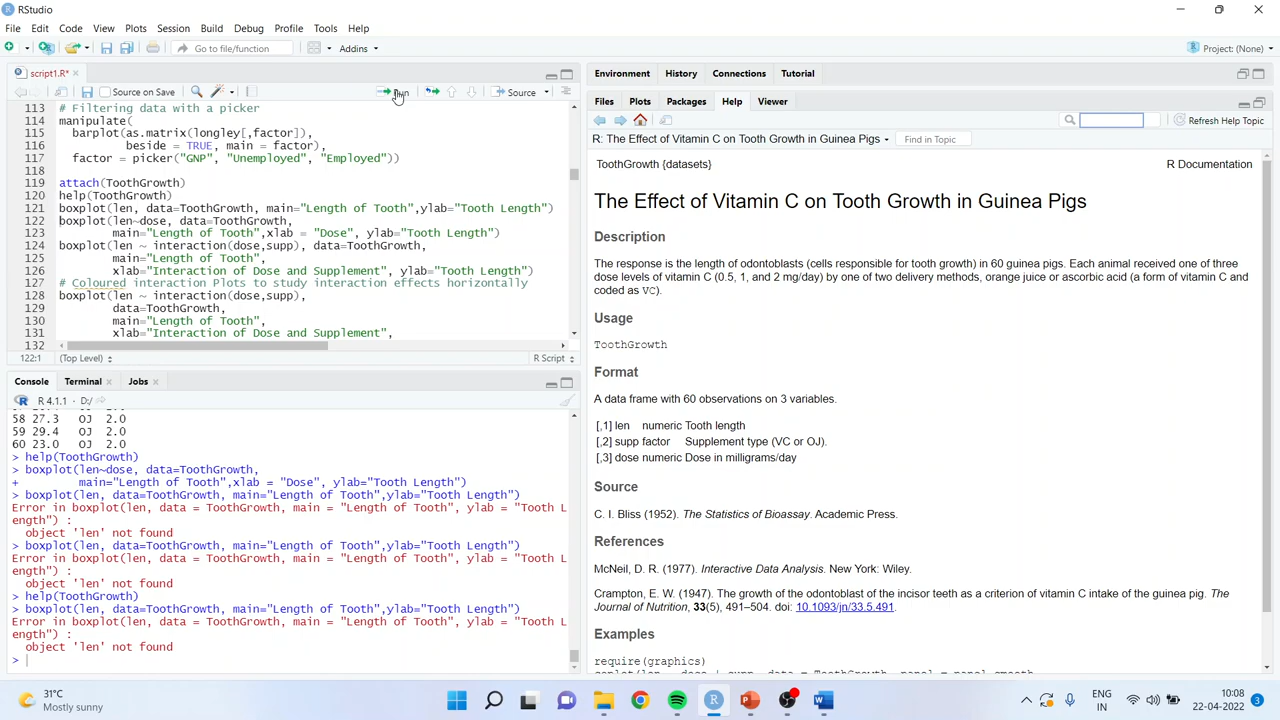 RStudio
File Edit Code View Plots Session Build Debug Profile Tools Help
Go to file/function Addins Project: (None)
script1.R*
Source on Save Run Source
113 # Filtering data with a picker
114 manipulate(
115 barplot(as.matrix(longley[,factor]),
116 beside = TRUE, main = factor),
117 factor = picker("GNP", "Unemployed", "Employed"))
118
119 attach(ToothGrowth)
120 help(ToothGrowth)
121 boxplot(len, data=ToothGrowth, main="Length of Tooth",ylab="Tooth Length")
122 boxplot(len~dose, data=ToothGrowth,
123 main="Length of Tooth",xlab = "Dose", ylab="Tooth Length")
124 boxplot(len ~ interaction(dose,supp), data=ToothGrowth,
125 main="Length of Tooth",
126 xlab="Interaction of Dose and Supplement", ylab="Tooth Length")
127 # Coloured interaction Plots to study interaction effects horizontally
128 boxplot(len ~ interaction(dose,supp),
129 data=ToothGrowth,
130 main="Length of Tooth",
131 xlab="Interaction of Dose and Supplement",
132
122:1 (Top Level) R Script
Console Terminal Jobs
R 4.1.1 · D:/
58 27.3 OJ 2.0
59 29.4 OJ 2.0
60 23.0 OJ 2.0
> help(ToothGrowth)
> boxplot(len~dose, data=ToothGrowth,
+ main="Length of Tooth",xlab = "Dose", ylab="Tooth Length")
> boxplot(len, data=ToothGrowth, main="Length of Tooth",ylab="Tooth Length")
Error in boxplot(len, data = ToothGrowth, main = "Length of Tooth", ylab = "Tooth L
ength") :
object 'len' not found
> boxplot(len, data=ToothGrowth, main="Length of Tooth",ylab="Tooth Length")
Error in boxplot(len, data = ToothGrowth, main = "Length of Tooth", ylab = "Tooth L
ength") :
object 'len' not found
> help(ToothGrowth)
> boxplot(len, data=ToothGrowth, main="Length of Tooth",ylab="Tooth Length")
Error in boxplot(len, data = ToothGrowth, main = "Length of Tooth", ylab = "Tooth L
ength") :
object 'len' not found
>
Environment History Connections Tutorial
Files Plots Packages Help Viewer
Refresh Help Topic
R: The Effect of Vitamin C on Tooth Growth in Guinea Pigs Find in Topic
ToothGrowth {datasets} R Documentation
The Effect of Vitamin C on Tooth Growth in Guinea Pigs
Description
The response is the length of odontoblasts (cells responsible for tooth growth) in 60 guinea pigs. Each animal received one of three
dose levels of vitamin C (0.5, 1, and 2 mg/day) by one of two delivery methods, orange juice or ascorbic acid (a form of vitamin C and
coded as VC).
Usage
ToothGrowth
Format
A data frame with 60 observations on 3 variables.
[,1] len numeric Tooth length
[,2] supp factor Supplement type (VC or OJ).
[,3] dose numeric Dose in milligrams/day
Source
C. I. Bliss (1952). The Statistics of Bioassay. Academic Press.
References
McNeil, D. R. (1977). Interactive Data Analysis. New York: Wiley.
Crampton, E. W. (1947). The growth of the odontoblast of the incisor teeth as a criterion of vitamin C intake of the guinea pig. The
Journal of Nutrition, 33(5), 491–504. doi: 10.1093/jn/33.5.491.
Examples
require(graphics)
31°C
Mostly sunny
ENG
IN
10:08
22-04-2022
3